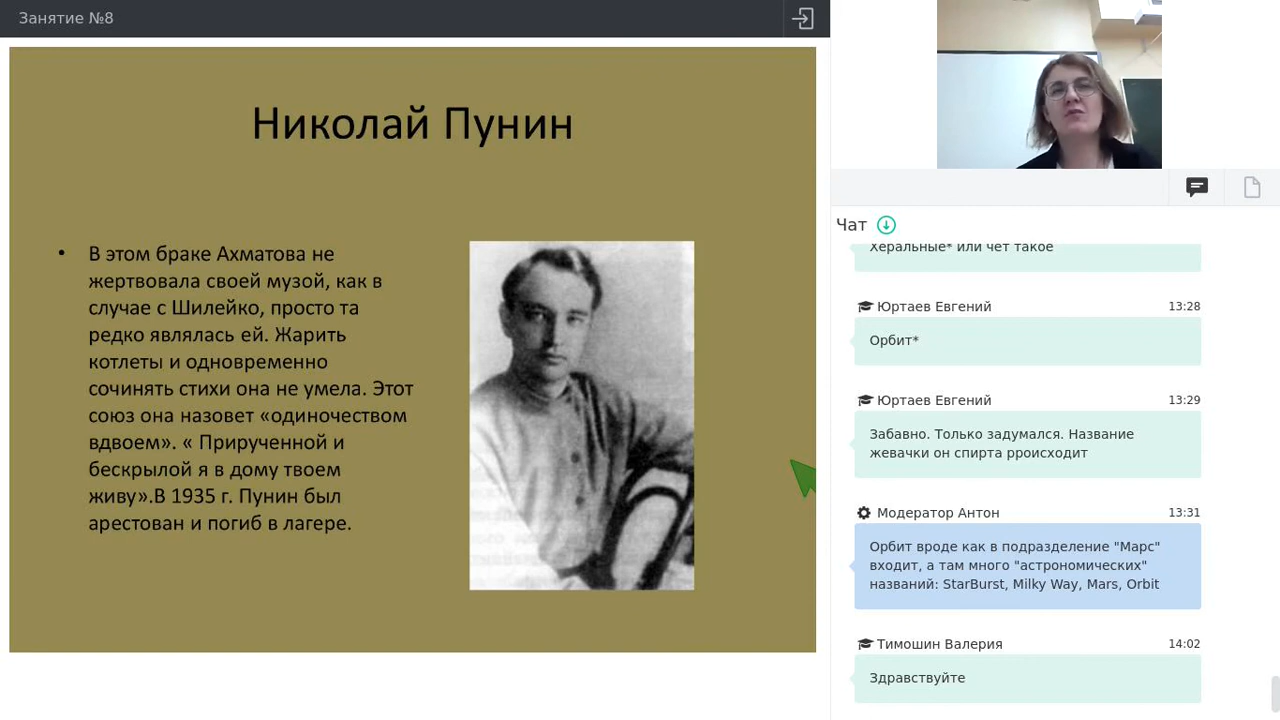 Занятие №8
Николай Пунин
• В этом браке Ахматова не
жертвовала своей музой, как в
случае с Шилейко, просто та
редко являлась ей. Жарить
котлеты и одновременно
сочинять стихи она не умела. Этот
союз она назовет «одиночеством
вдвоем». « Прирученной и
бескрылой я в дому твоем
живу».В 1935 г. Пунин был
арестован и погиб в лагере.
Чат
Херальные* или чет такое
Юртаев Евгений 13:28
Орбит*
Юртаев Евгений 13:29
Забавно. Только задумался. Название
жевачки он спирта рроисходит
Модератор Антон 13:31
Орбит вроде как в подразделение "Марс"
входит, а там много "астрономических"
названий: StarBurst, Milky Way, Mars, Orbit
Тимошин Валерия 14:02
Здравствуйте